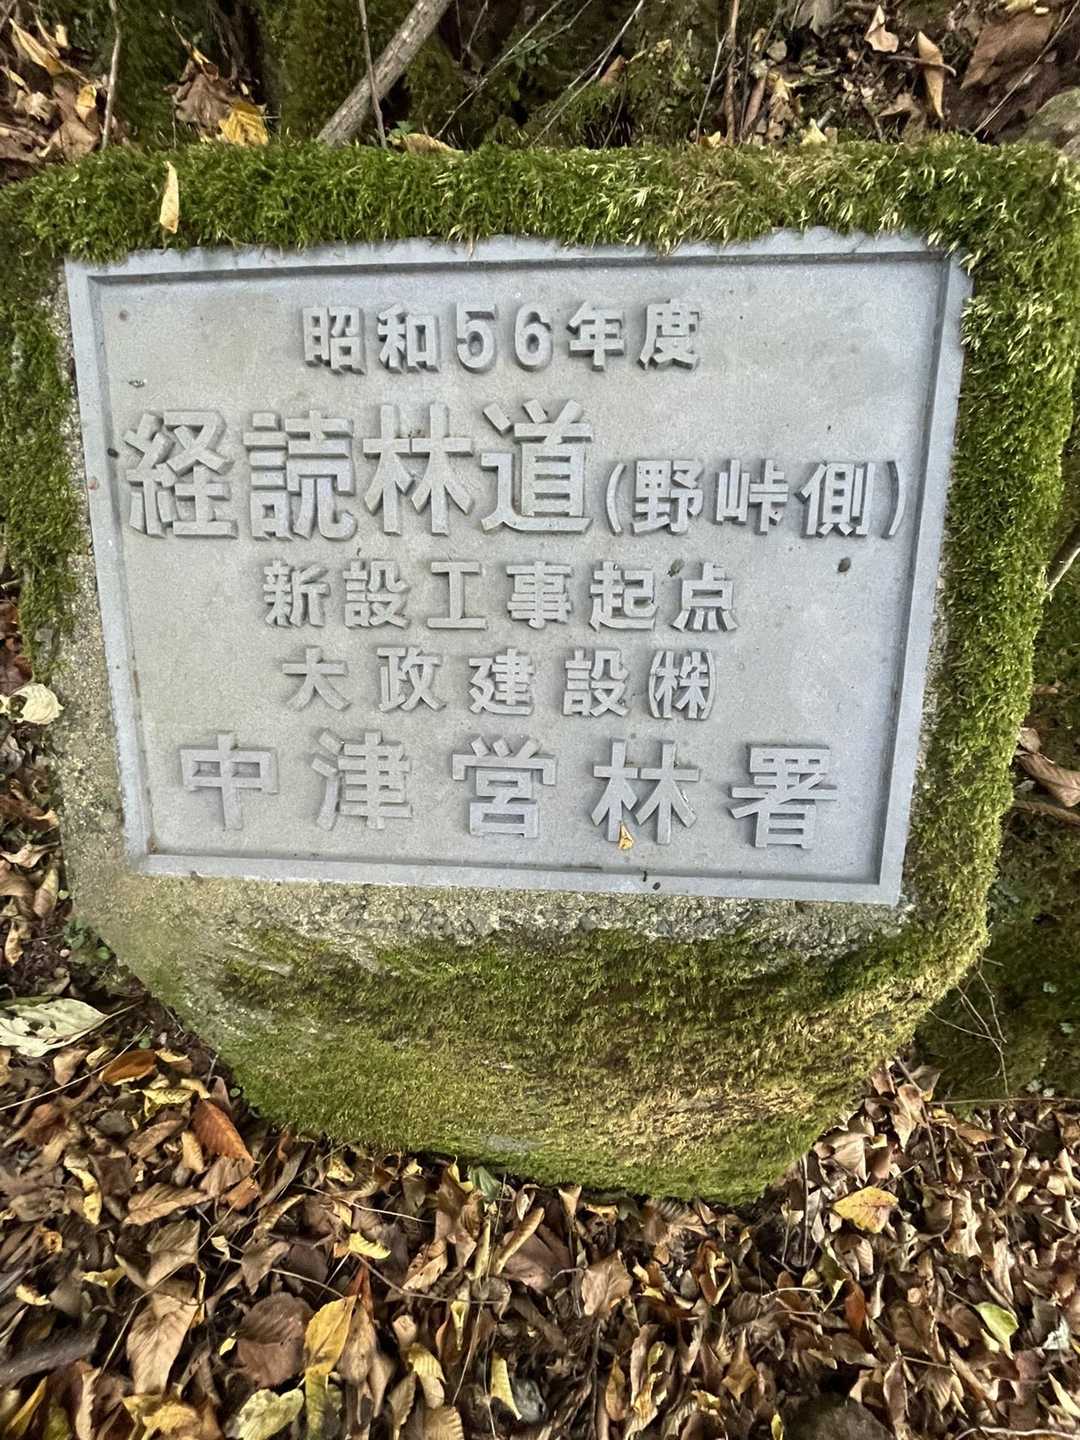 昭和56年度
経読林道(野峠側)
新設工事起点
大政建設㈱
中津営林署